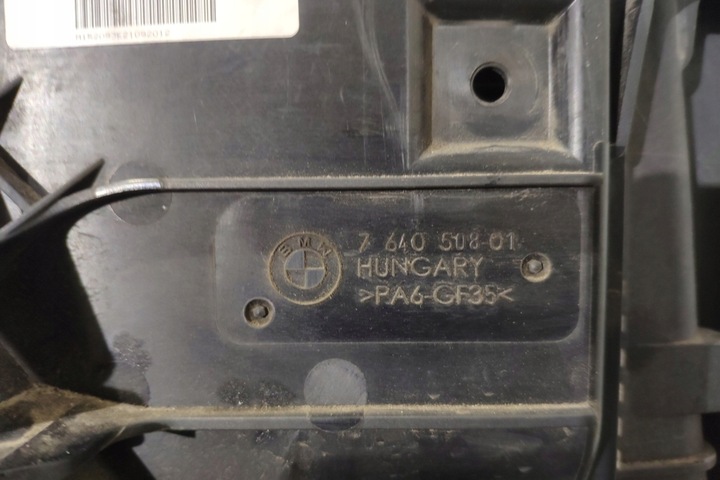 BMW
7 640 508-01
HUNGARY
>PA6-GF35<